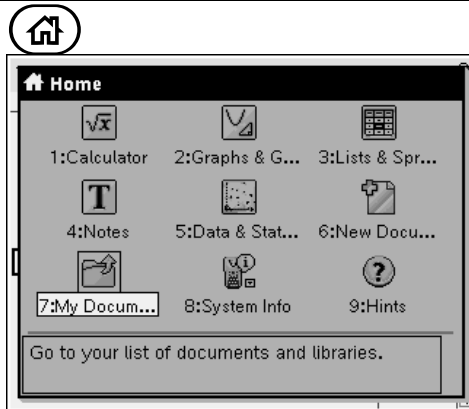 Home
√x
1:Calculator 2:Graphs & G... 3:Lists & Spr...
T
4:Notes 5:Data & Stat... 6:New Docu...
?
7:My Docum... 8:System Info 9:Hints
Go to your list of documents and libraries.